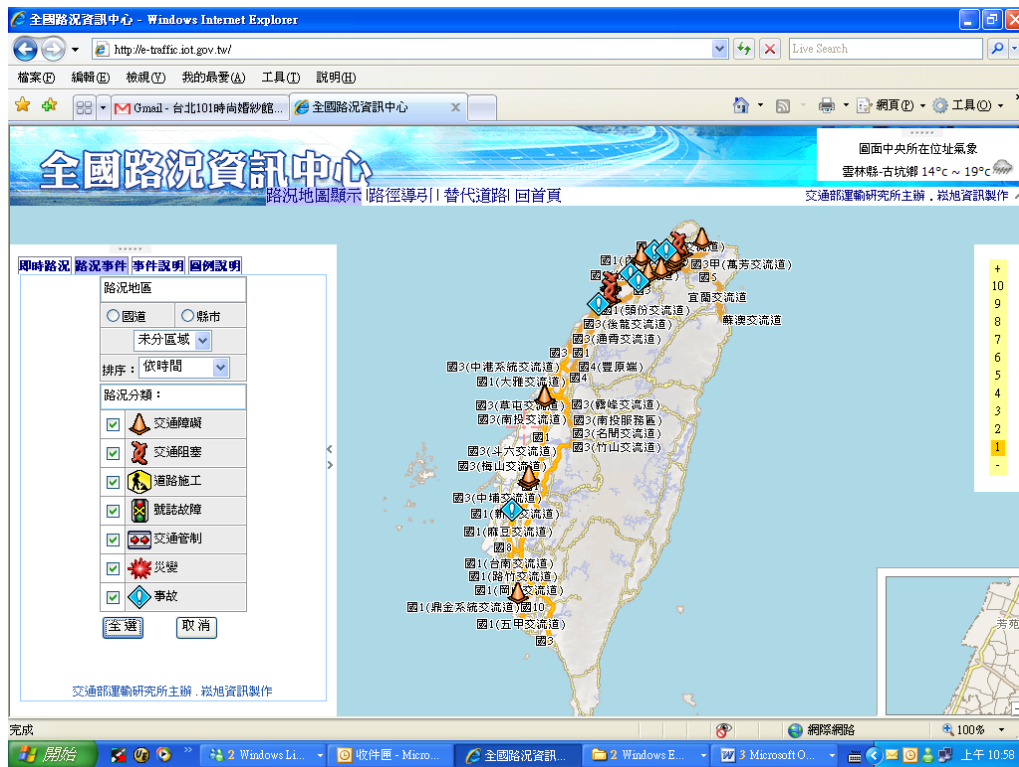 全國路況資訊中心 - Windows Internet Explorer
http://e-traffic.iot.gov.tw/
Live Search
檔案(F) 編輯(E) 檢視(V) 我的最愛(A) 工具(T) 說明(H)
Gmail - 台北101時尚婚紗館...
全國路況資訊中心
網頁(P)
工具(O)
全國路況資訊中心
圖面中央所在位址氣象
雲林縣-古坑鄉 14°c ~ 19°c
路況地圖顯示 |路徑導引| 替代道路| 回首頁
交通部運輸研究所主辦．崧旭資訊製作
即時路況 路況事件 事件說明 圖例說明
路況地區
國道 縣市
未分區域
排序： 依時間
路況分類：
交通障礙
交通阻塞
道路施工
號誌故障
交通管制
災變
事故
全選 取消
交通部運輸研究所主辦．崧旭資訊製作
國3甲(萬芳交流道)
國5
宜蘭交流道
國1(頭份交流道)
蘇澳交流道
國3(後龍交流道)
國3(通霄交流道)
國3 國1
國3(中港系統交流道) 國4(豐原端)
國1(大雅交流道) 國4
國3(草屯交流道) 國3(霧峰交流道)
國3(南投交流道) 國3(南投服務區)
國1 國3(名間交流道)
國3(斗六交流道) 國3(竹山交流道)
國3(梅山交流道)
國3(中埔交流道)
國1(麻豆交流道)
國8
國1(台南交流道)
國1(路竹交流道)
國1(鼎金系統交流道) 國10
國1(五甲交流道)
國3
+
10
9
8
7
6
5
4
3
2
1
-
芳苑
完成
網際網路
100%
開始
2 Windows Li...
收件匣 - Micro...
全國路況資訊...
2 Windows E...
3 Microsoft O...
上午 10:58